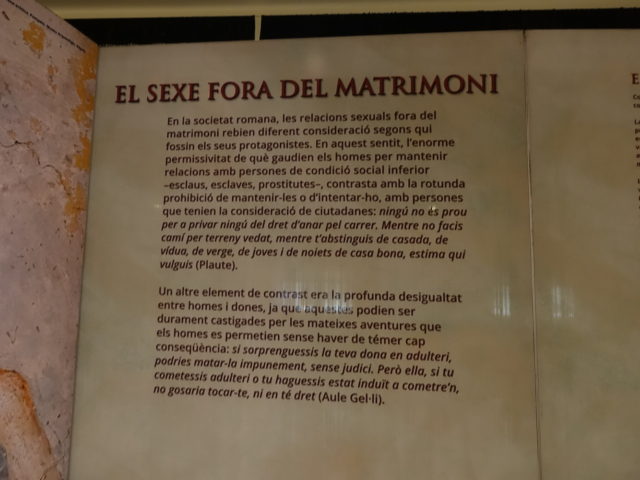 EL SEXE FORA DEL MATRIMONI
En la societat romana, les relacions sexuals fora del
matrimoni rebien diferent consideració segons qui
fossin els seus protagonistes. En aquest sentit, l'enorme
permissivitat de què gaudien els homes per mantenir
relacions amb persones de condició social inferior
–esclaus, esclaves, prostitutes–, contrasta amb la rotunda
prohibició de mantenir-les o d'intentar-ho, amb persones
que tenien la consideració de ciutadanes: ningú no és prou
per a privar ningú del dret d'anar pel carrer. Mentre no facis
camí per terreny vedat, mentre t'abstinguis de casada, de
vídua, de verge, de joves i de noiets de casa bona, estima qui
vulguis (Plaute).
Un altre element de contrast era la profunda desigualtat
entre homes i dones, ja que aquestes podien ser
durament castigades per les mateixes aventures que
els homes es permetien sense haver de témer cap
conseqüència: si sorprenguessis la teva dona en adulteri,
podries matar-la impunement, sense judici. Però ella, si tu
cometessis adulteri o tu haguessis estat induït a cometre'n,
no gosaria tocar-te, ni en té dret (Aule Gel·li).